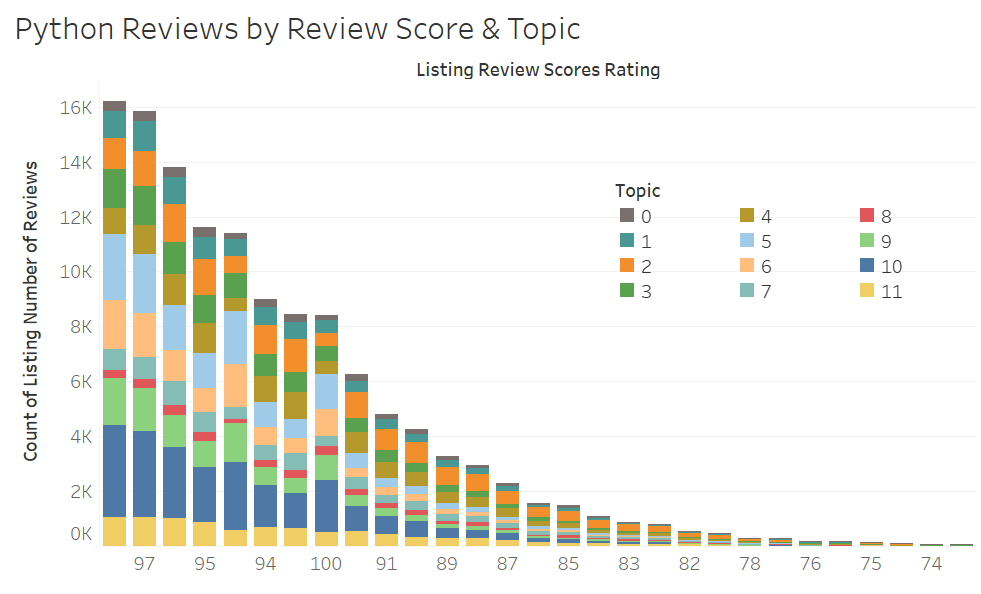 Python Reviews by Review Score & Topic
Listing Review Scores Rating
Count of Listing Number of Reviews
16K
14K
12K
10K
8K
6K
4K
2K
0K
Topic
0 4 8
1 5 9
2 6 10
3 7 11
97 95 94 100 91 89 87 85 83 82 78 76 75 74